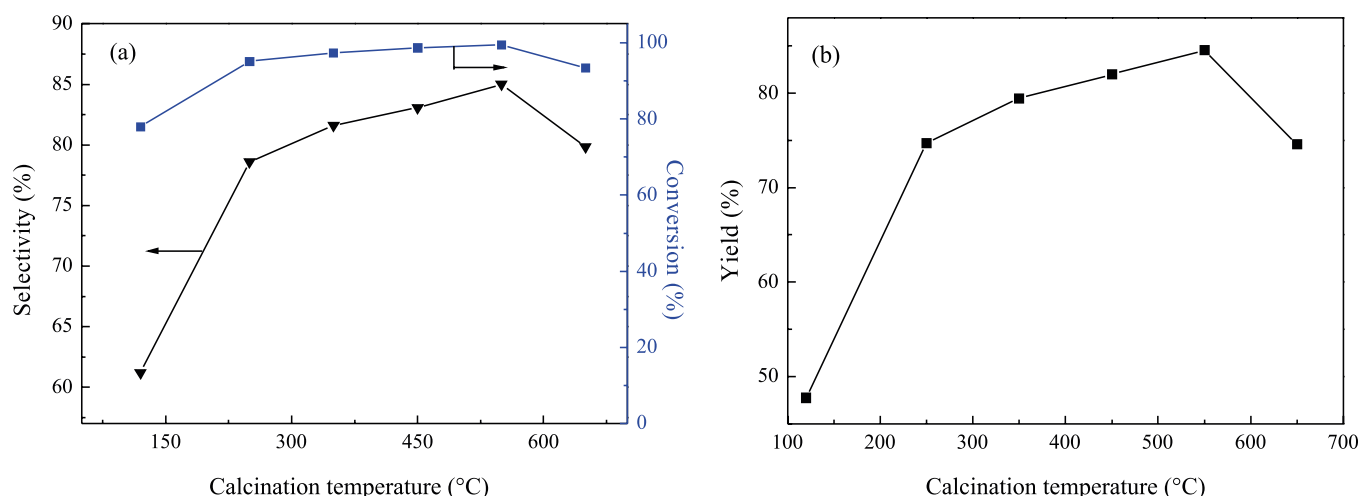 (a)
Selectivity (%)
90
85
80
75
70
65
60
Conversion (%)
100
80
60
40
20
0
150 300 450 600
Calcination temperature (°C)
(b)
Yield (%)
80
70
60
50
100 200 300 400 500 600 700
Calcination temperature (°C)